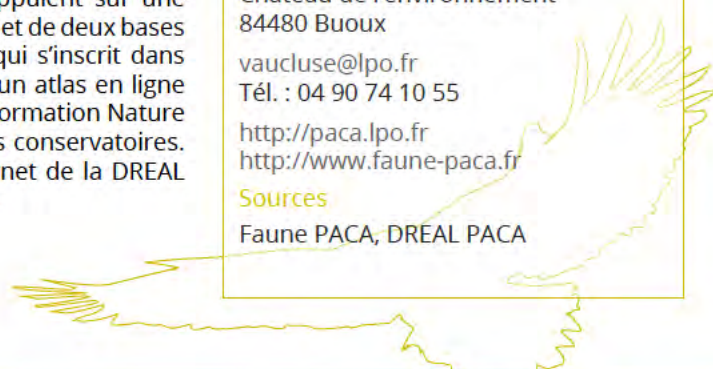 et de deux bases
qui s’inscrit dans
un atlas en ligne
ormation Nature
s conservatoires.
net de la DREAL
84480 Buoux
vaucluse@lpo.fr
Tél. : 04 90 74 10 55
http://paca.lpo.fr
http://www.faune-paca.fr
Sources
Faune PACA, DREAL PACA